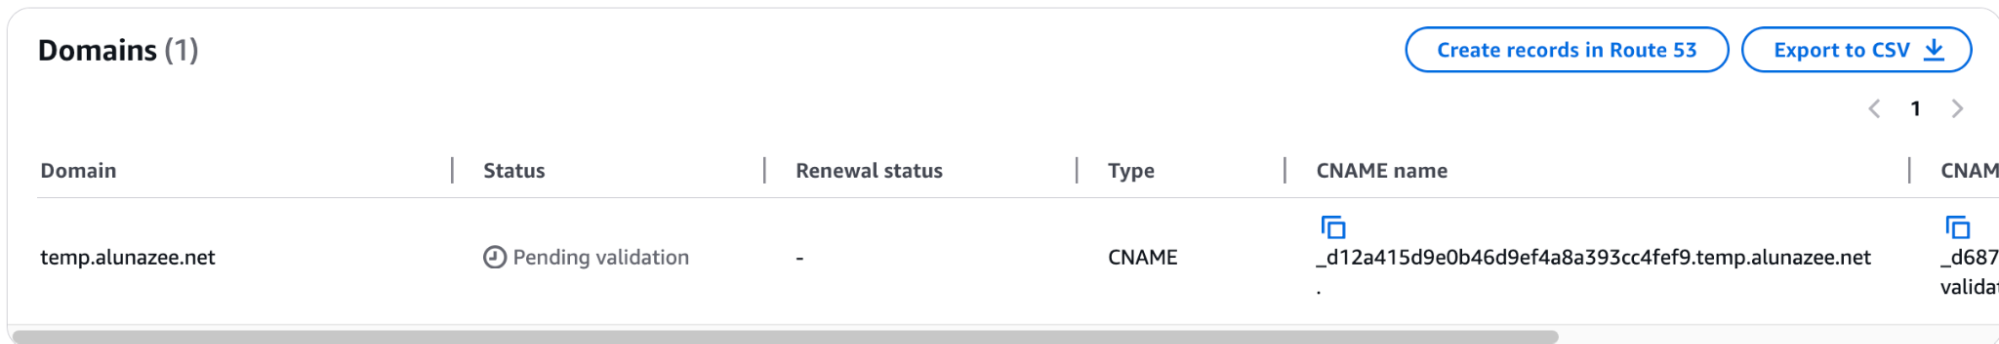 Domains (1)
Create records in Route 53
Export to CSV
1
Domain
Status
Renewal status
Type
CNAME name
CNAM
temp.alunazee.net
Pending validation
-
CNAME
_d12a415d9e0b46d9ef4a8a393cc4fef9.temp.alunazee.net
.
_d687
valida